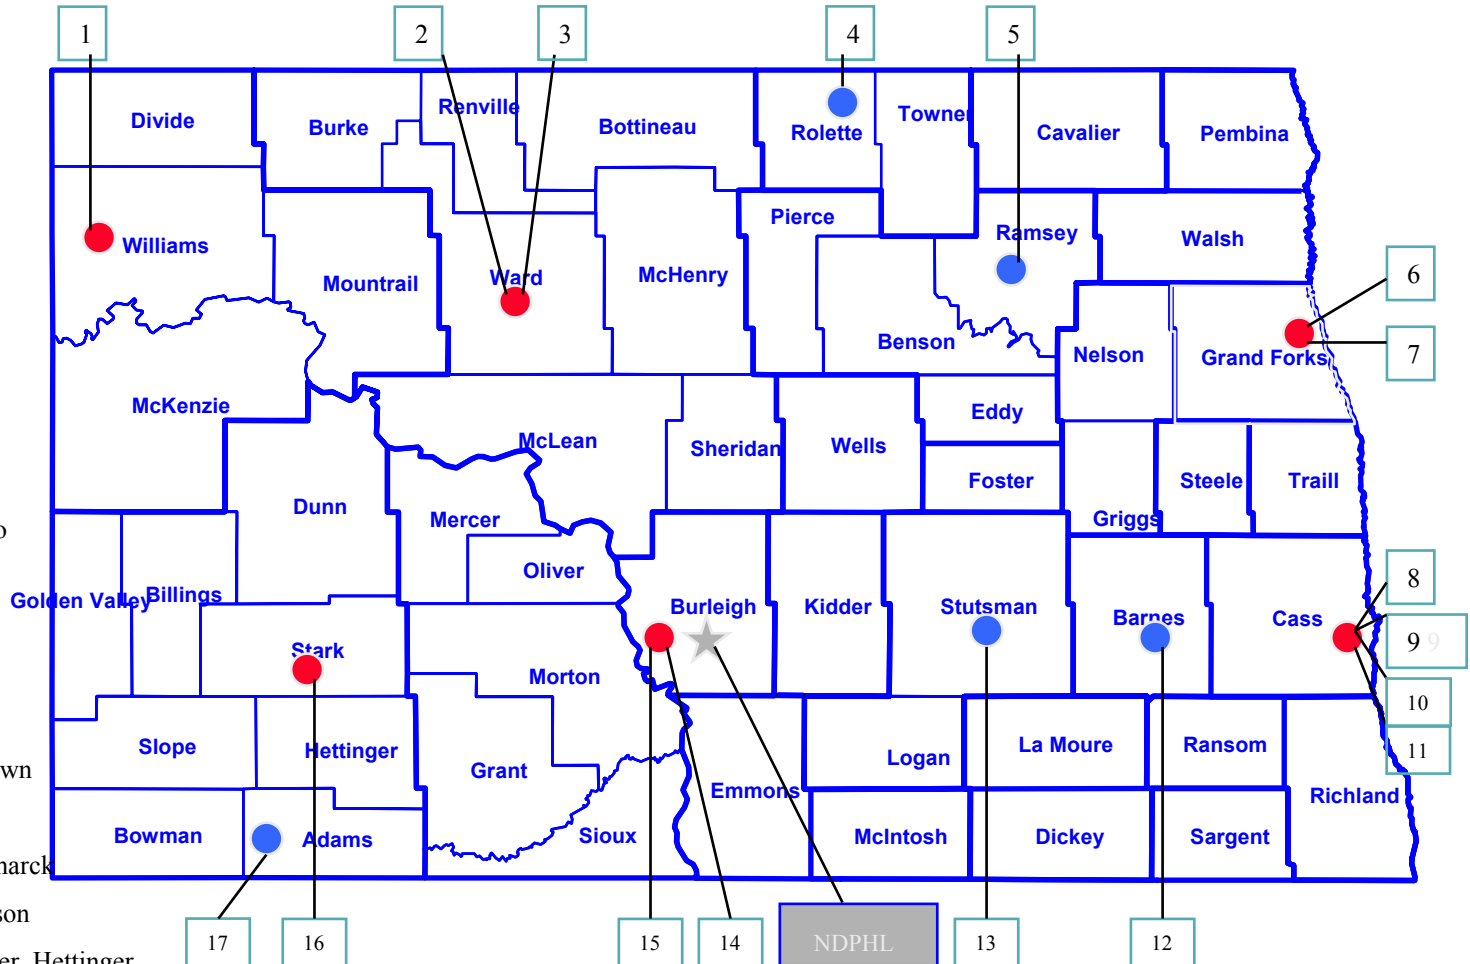 1
2
3
4
5
Divide
Burke
Renville
Bottineau
Rolette
Towner
Cavalier
Pembina
Williams
Mountrail
Ward
McHenry
Pierce
Ramsey
Walsh
6
7
Benson
Nelson
Grand Forks
McKenzie
McLean
Sheridan
Wells
Eddy
Foster
Griggs
Steele
Traill
Dunn
Mercer
Oliver
Golden Valley
Billings
Burleigh
Kidder
Stutsman
Barnes
Cass
8
9 9
10
11
Stark
Morton
Slope
Hettinger
Grant
Emmons
Logan
La Moure
Ransom
Richland
Bowman
Adams
Sioux
McIntosh
Dickey
Sargent
17
16
15
14
NDPHL
13
12